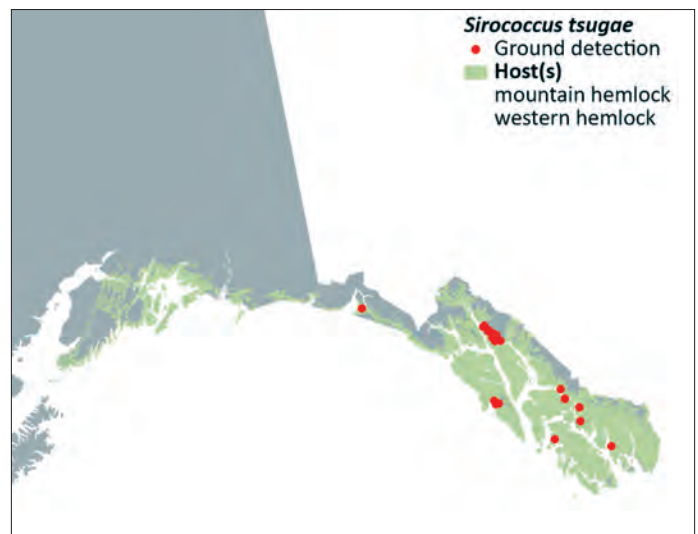 Sirococcus tsugae
Ground detection
Host(s)
mountain hemlock
western hemlock